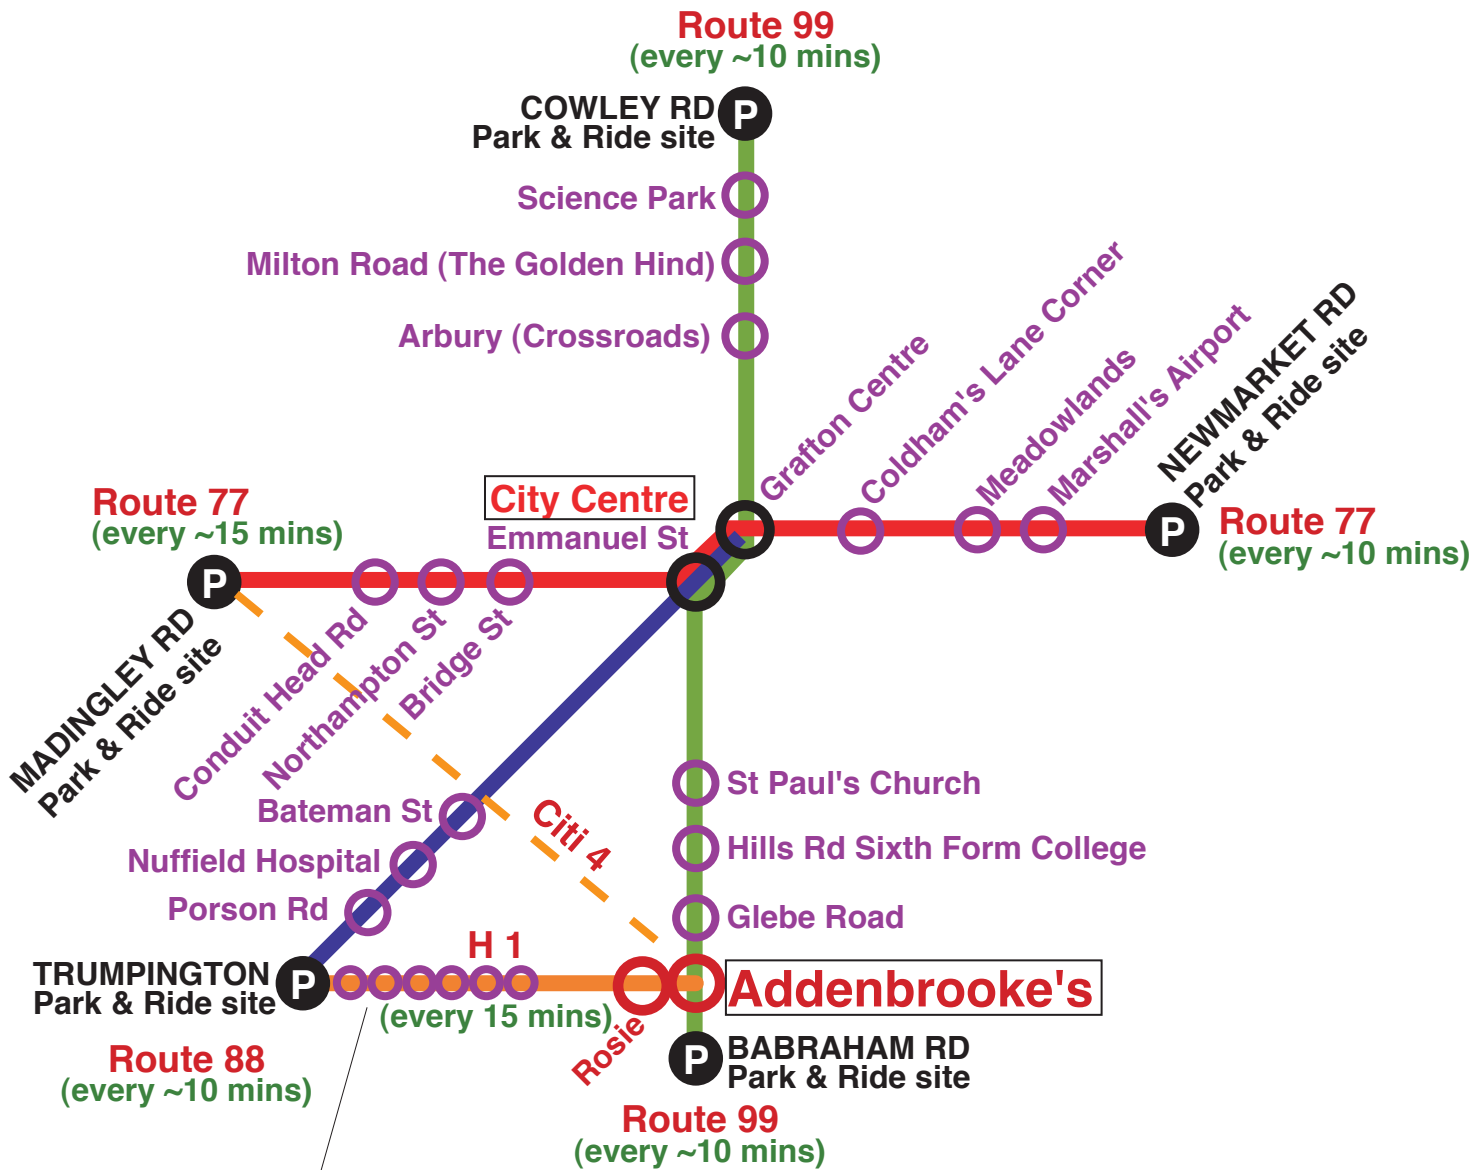 Route 99
(every ~10 mins)
COWLEY RD
Park & Ride site
P
Science Park
Milton Road (The Golden Hind)
Arbury (Crossroads)
Grafton Centre
Coldham's Lane Corner
Meadowlands
Marshall's Airport
NEWMARKET RD
Park & Ride site
P
Route 77
(every ~10 mins)
City Centre
Emmanuel St
Route 77
(every ~15 mins)
P
MADINGLEY RD
Park & Ride site
Conduit Head Rd
Northampton St
Bridge St
Bateman St
Nuffield Hospital
Porson Rd
Citi 4
St Paul's Church
Hills Rd Sixth Form College
Glebe Road
TRUMPINGTON
Park & Ride site
P
H 1
(every 15 mins)
Rosie
Addenbrooke's
Route 88
(every ~10 mins)
P
BABRAHAM RD
Park & Ride site
Route 99
(every ~10 mins)